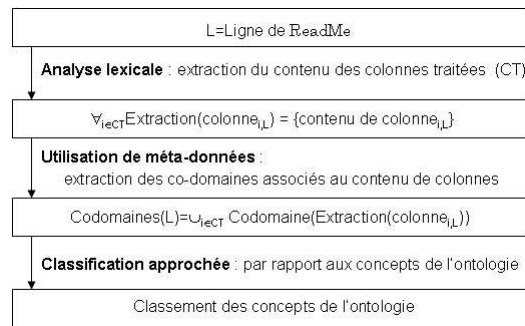 L=Ligne de ReadMe
Analyse lexicale : extraction du contenu des colonnes traitées (CT)
∀i∈CTExtraction(colonnei,L) = {contenu de colonnei,L}
Utilisation de méta-données :
extraction des co-domaines associés au contenu de colonnes
Codomaines(L)=∪i∈CT Codomaine(Extraction(colonnei,L))
Classification approchée : par rapport aux concepts de l'ontologie
Classement des concepts de l'ontologie